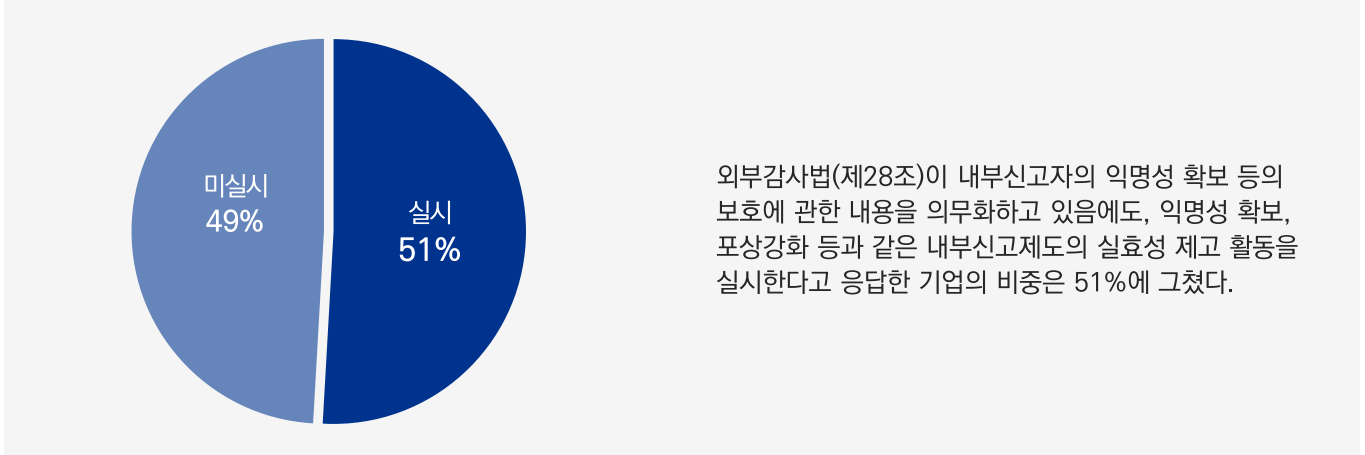 미실시
49%
실시
51%
외부감사법(제28조)이 내부신고자의 익명성 확보 등의
보호에 관한 내용을 의무화하고 있음에도, 익명성 확보,
포상강화 등과 같은 내부신고제도의 실효성 제고 활동을
실시한다고 응답한 기업의 비중은 51%에 그쳤다.